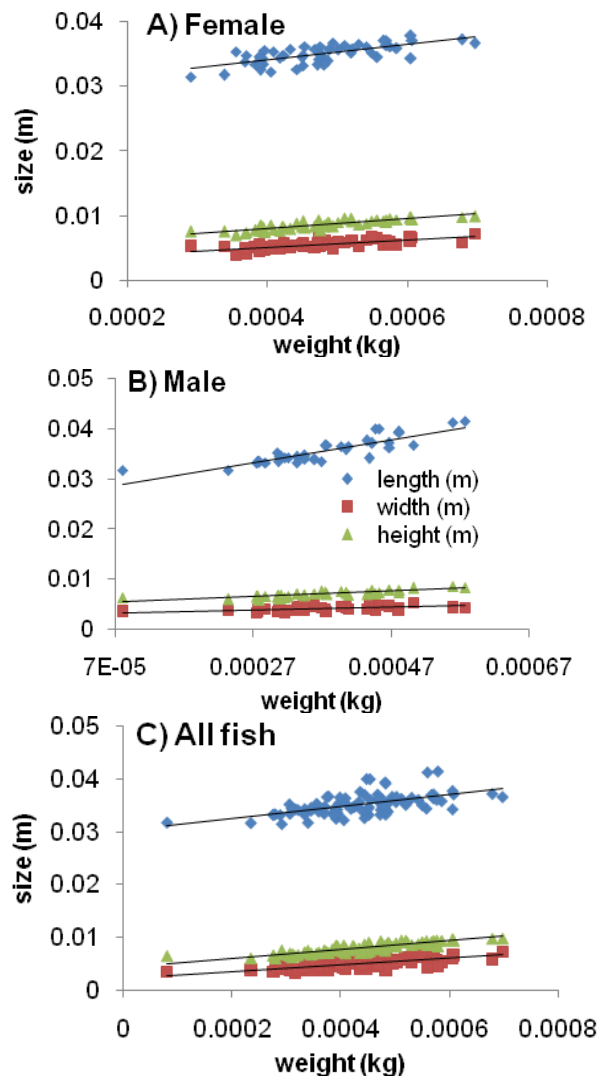 A) Female
0.04
0.03
0.02
0.01
0
size (m)
0.0002
0.0004
0.0006
0.0008
weight (kg)
B) Male
0.05
0.04
0.03
0.02
0.01
0
length (m)
width (m)
height (m)
7E-05
0.00027
0.00047
0.00067
weight (kg)
C) All fish
0.05
0.04
0.03
0.02
0.01
0
size (m)
0
0.0002
0.0004
0.0006
0.0008
weight (kg)